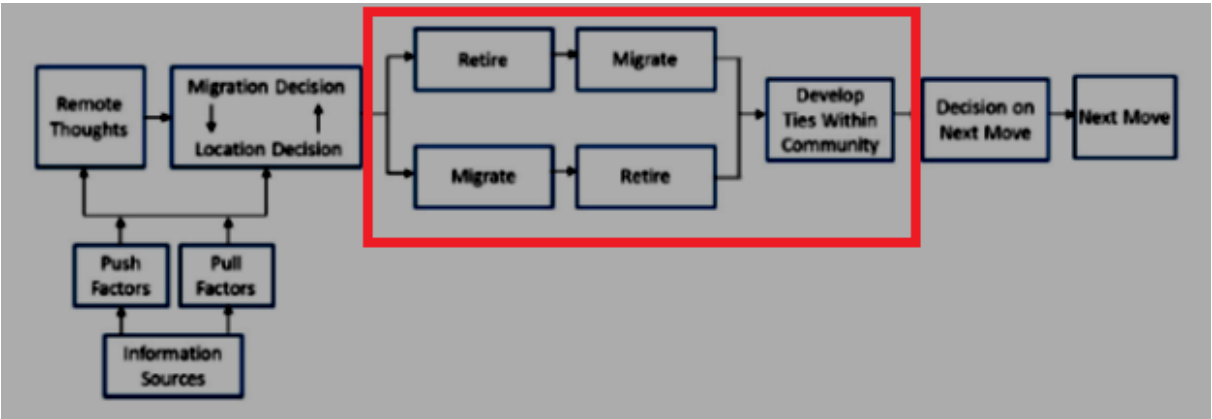 Remote
Thoughts
Migration Decision
Location Decision
Retire
Migrate
Migrate
Retire
Develop
Ties Within
Community
Decision on
Next Move
Next Move
Push
Factors
Pull
Factors
Information
Sources